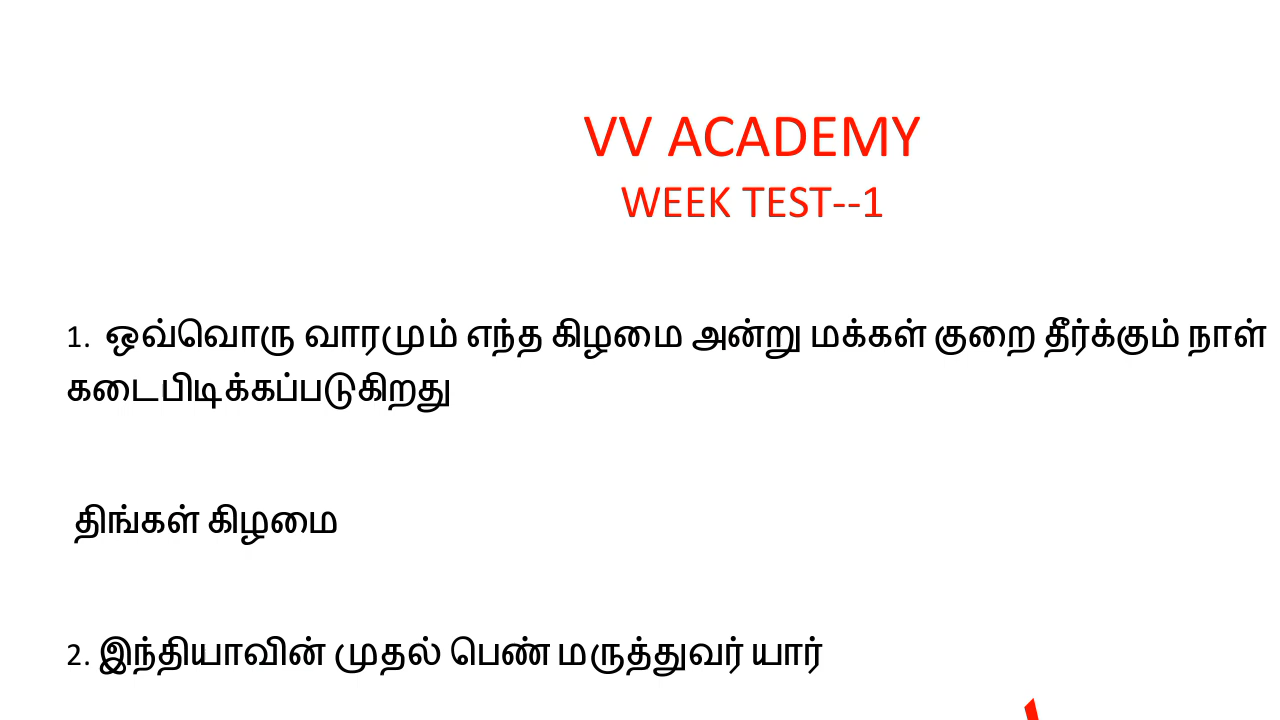 VV ACADEMY
WEEK TEST--1
1. ஒவ்வொரு வாரமும் எந்த கிழமை அன்று மக்கள் குறை தீர்க்கும் நாள்
கடைபிடிக்கப்படுகிறது
திங்கள் கிழமை
2. இந்தியாவின் முதல் பெண் மருத்துவர் யார்